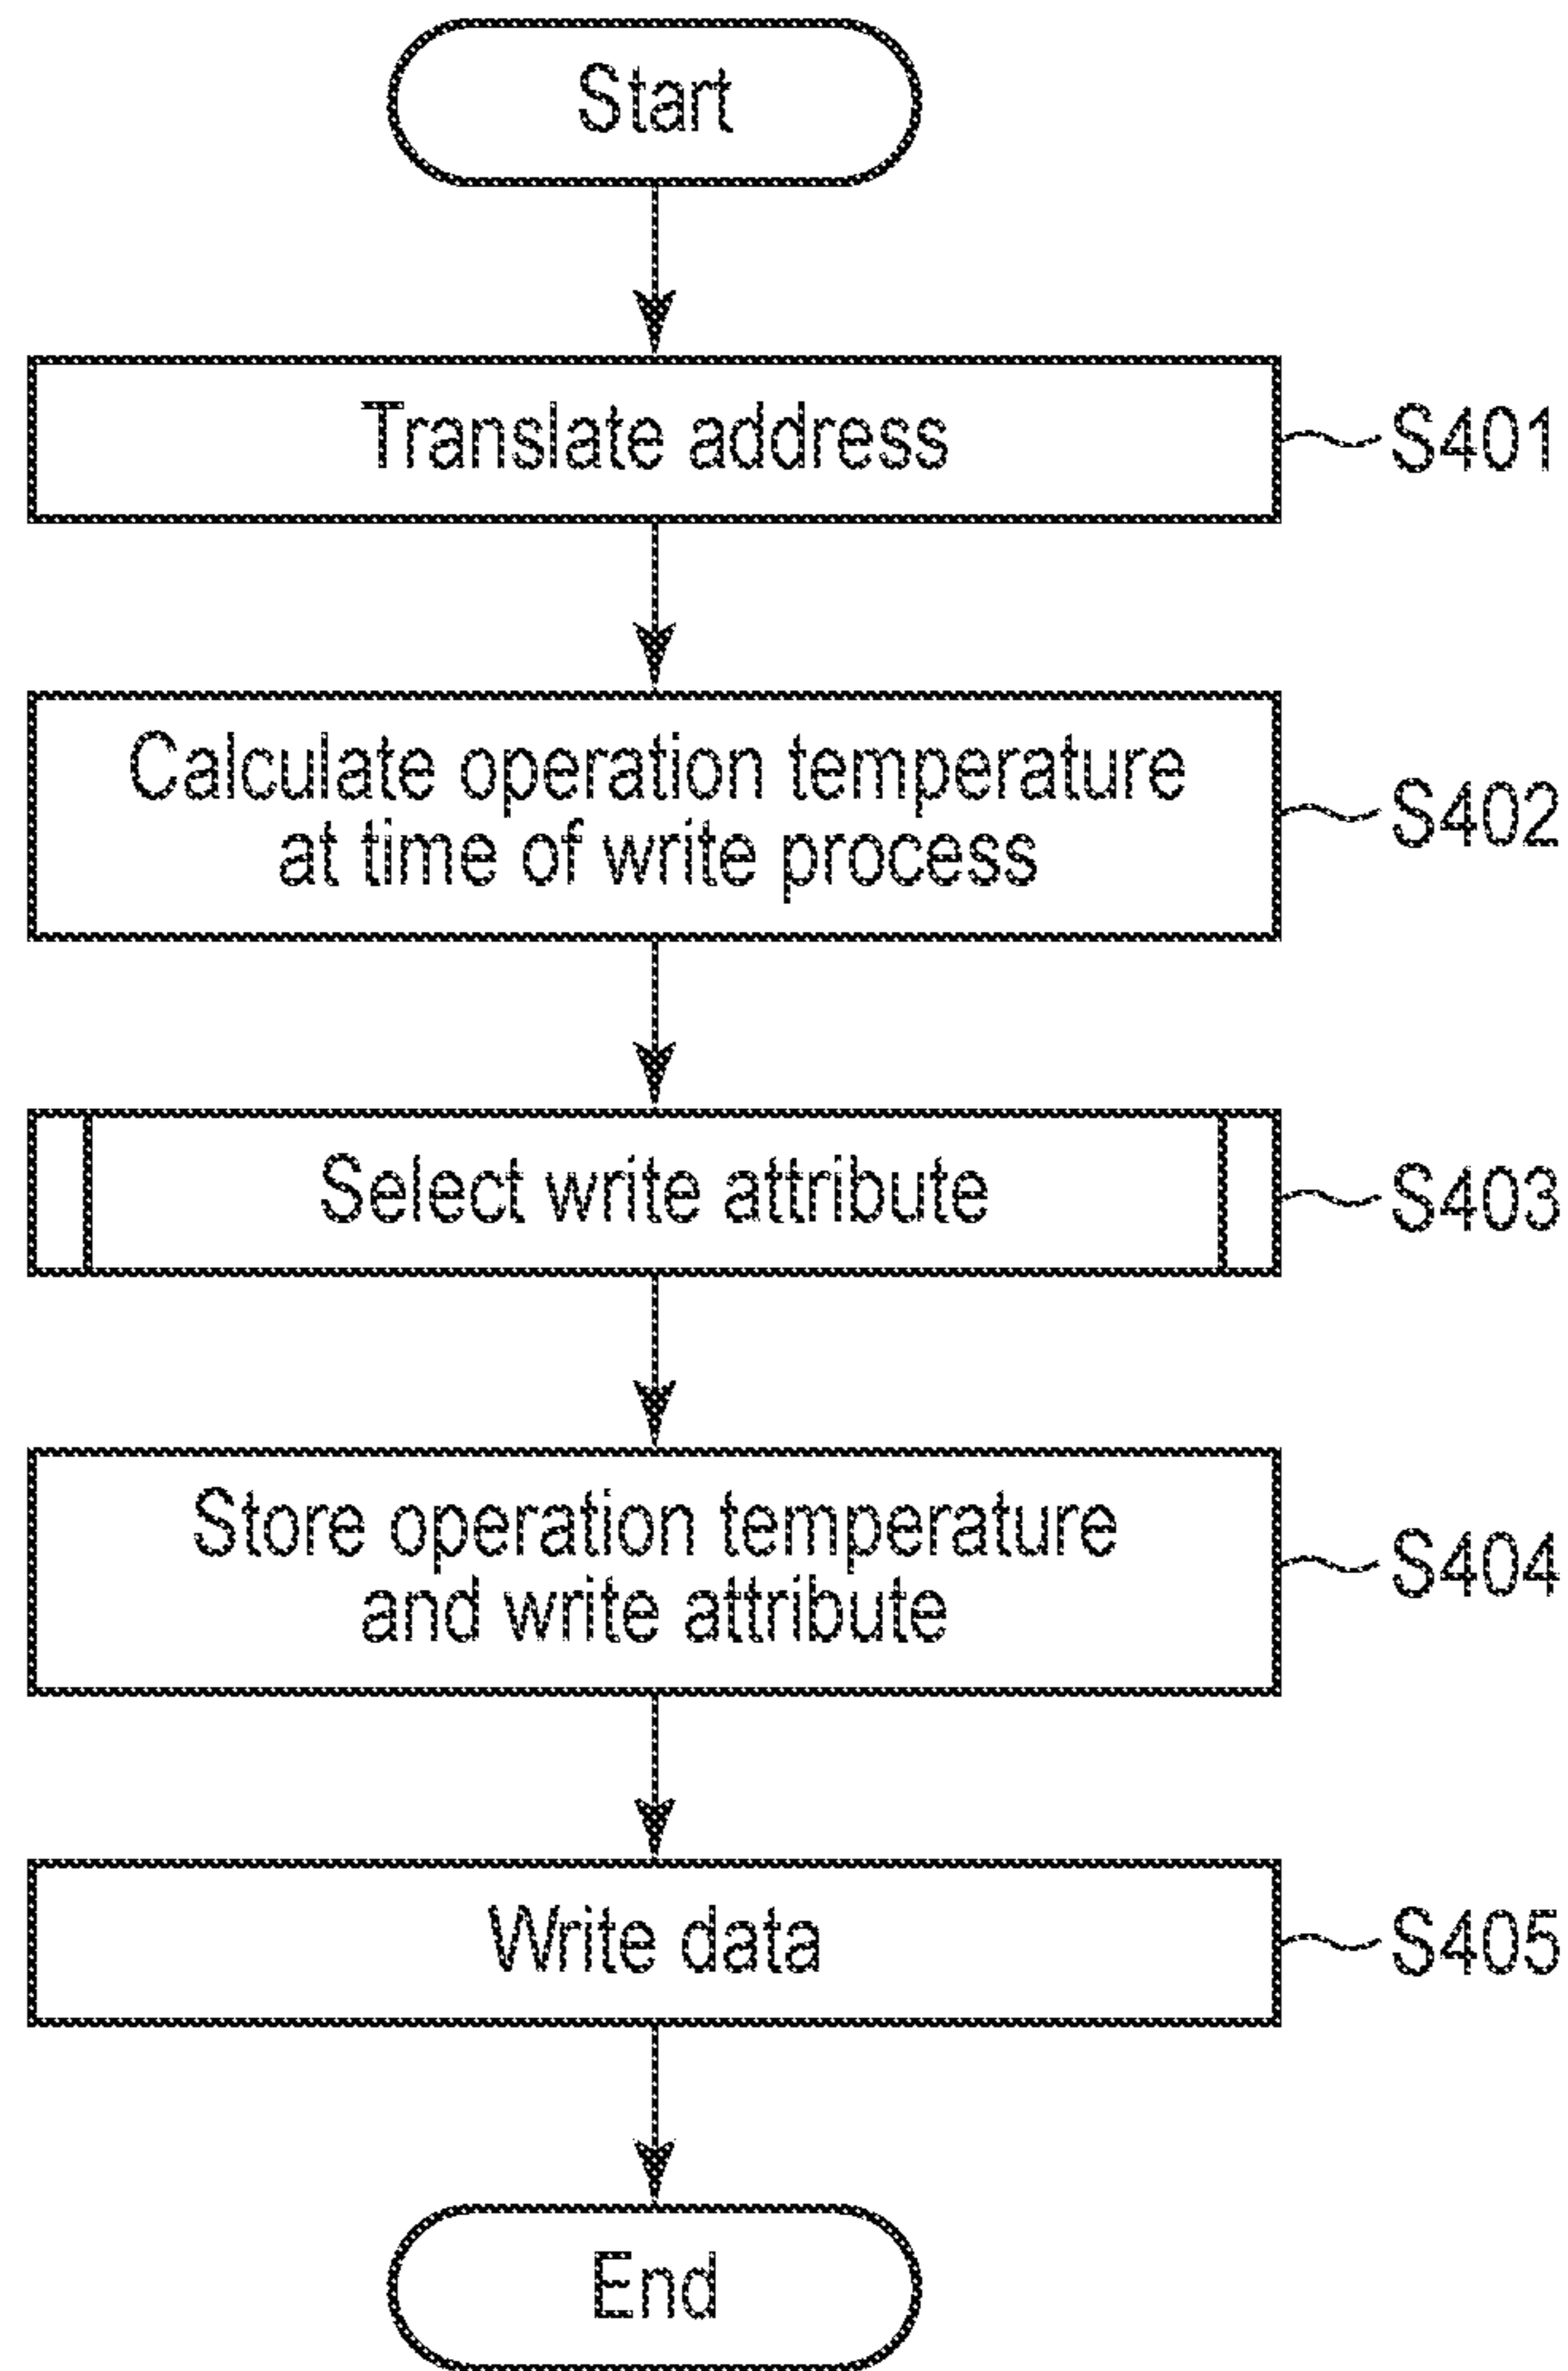 Start
Translate address
S401
Calculate operation temperature
at time of write process
S402
Select write attribute
S403
Store operation temperature
and write attribute
S404
Write data
S405
End